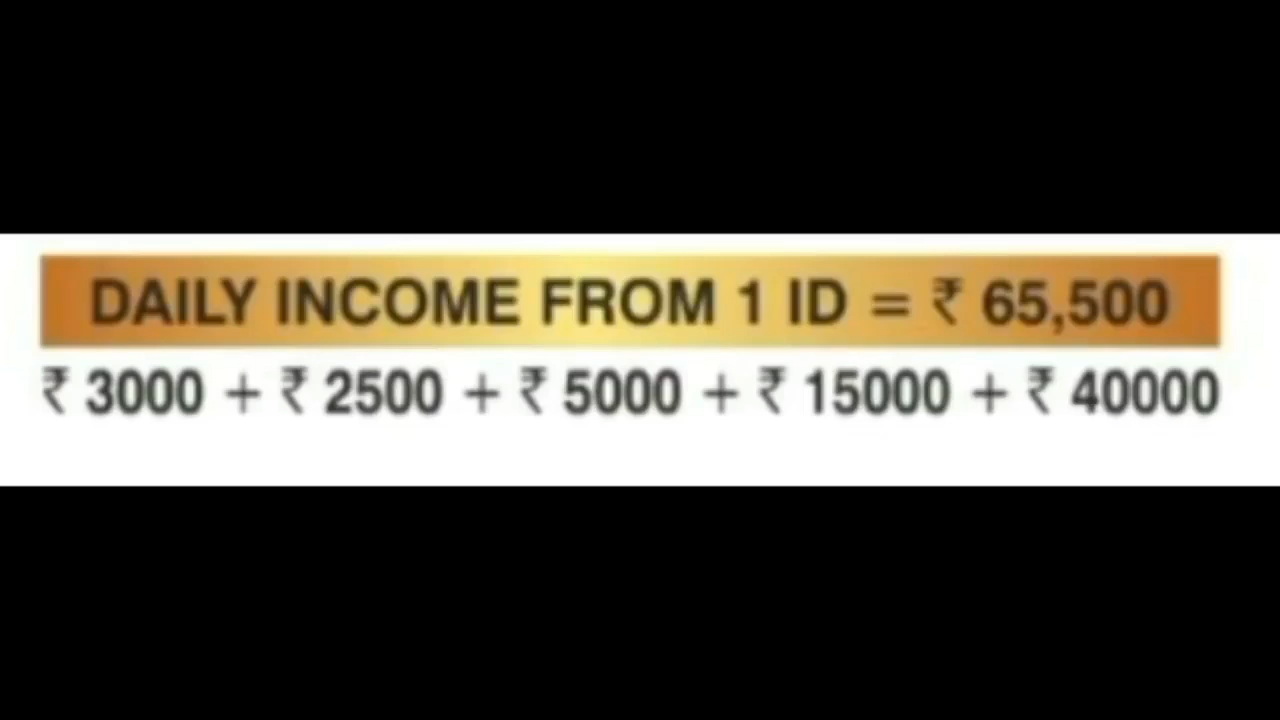 DAILY INCOME FROM 1 ID = ₹ 65,500
₹ 3000 + ₹ 2500 + ₹ 5000 + ₹ 15000 + ₹ 40000